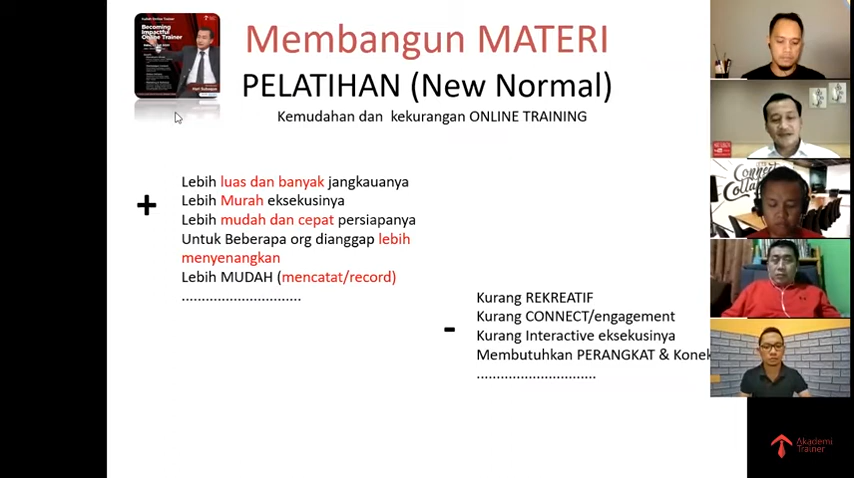 Becoming
Impactful
Online Trainer
Membangun MATERI
PELATIHAN (New Normal)
Kemudahan dan kekurangan ONLINE TRAINING
+
Lebih luas dan banyak jangkauanya
Lebih Murah eksekusinya
Lebih mudah dan cepat persiapanya
Untuk Beberapa org dianggap lebih
menyenangkan
Lebih MUDAH (mencatat/record)
..............................
-
Kurang REKREATIF
Kurang CONNECT/engagement
Kurang Interactive eksekusinya
Membutuhkan PERANGKAT & Konek
..............................
Connect
Akademi
Trainer